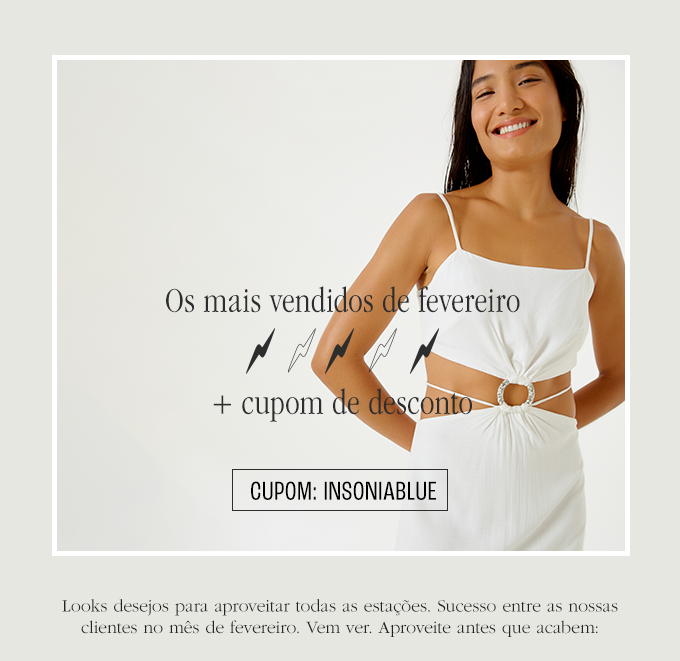 Os mais vendidos de fevereiro
+ cupom de desconto
CUPOM: INSONIABLUE
Looks desejos para aproveitar todas as estações. Sucesso entre as nossas
clientes no mês de fevereiro. Vem ver. Aproveite antes que acabem: